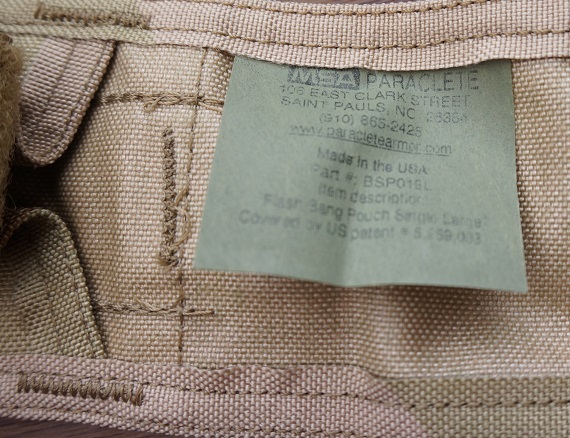 MSA PARACLETE
106 EAST CLARK STREET
SAINT PAULS, NC 28384
(910) 865-2425
www.paracletearmor.com
Made in the USA
Part #:
Item description:
Flash Bang Pouch Single Large
Covered by US patent #